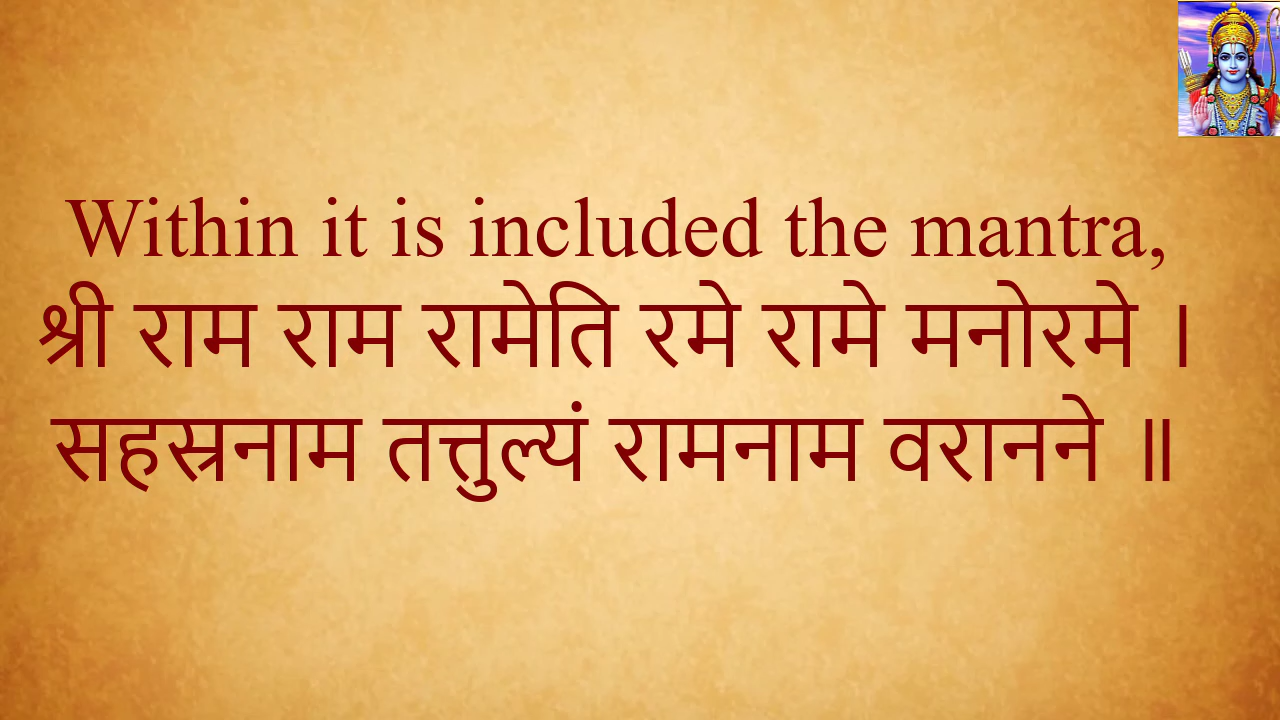 Within it is included the mantra,
श्री राम राम रामेति रमे रामे मनोरमे ।
सहस्रनाम तत्तुल्यं रामनाम वरानने ॥